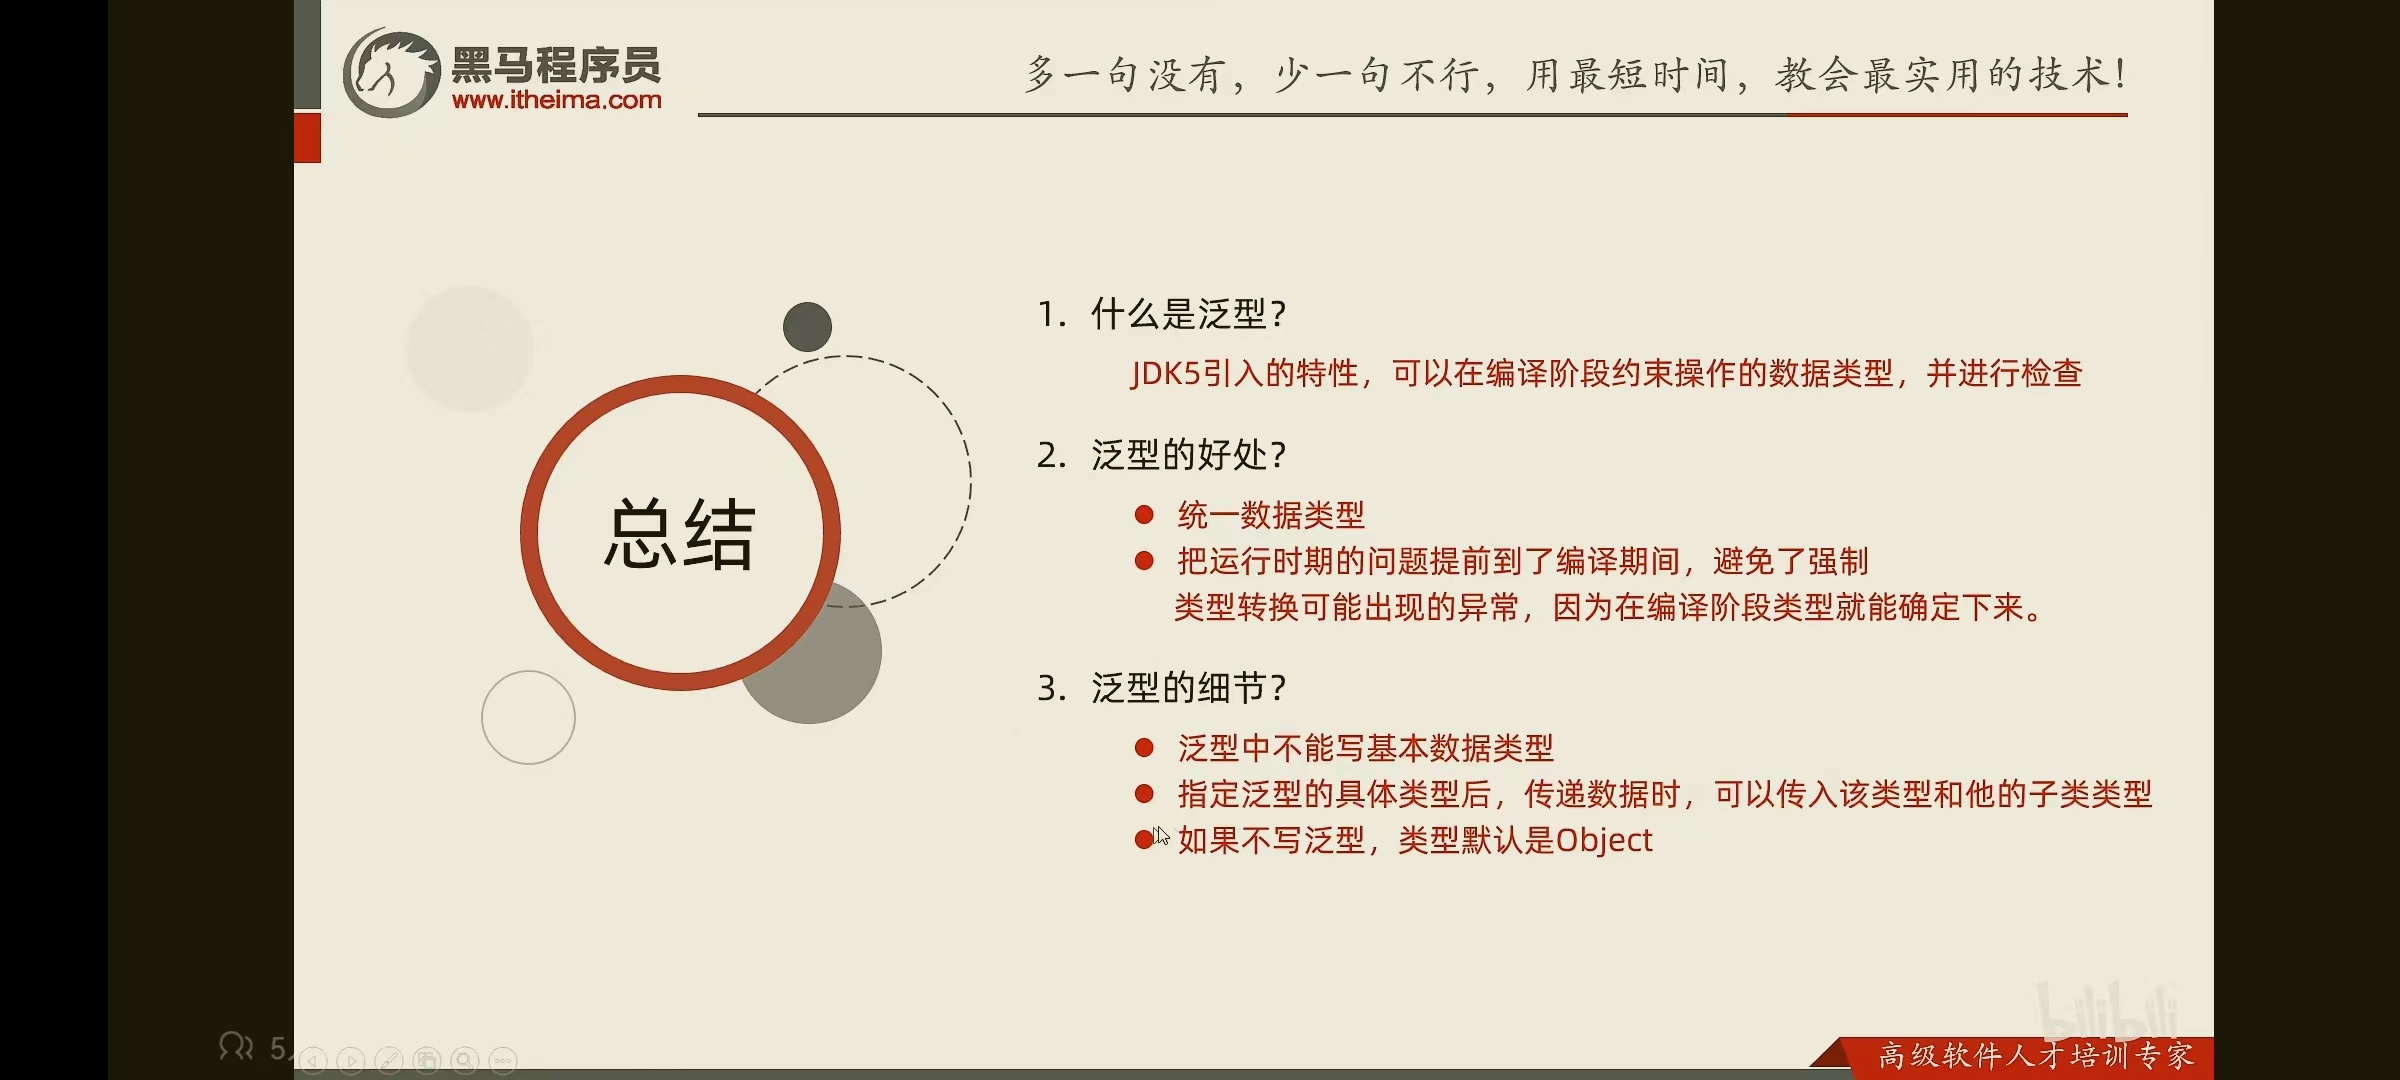 黑马程序员
www.itheima.com
多一句没有，少一句不行，用最短时间，教会最实用的技术！
1. 什么是泛型？
JDK5引入的特性，可以在编译阶段约束操作的数据类型，并进行检查
2. 泛型的好处？
统一数据类型
把运行时期的问题提前到了编译期间，避免了强制
类型转换可能出现的异常，因为在编译阶段类型就能确定下来。
总结
3. 泛型的细节？
泛型中不能写基本数据类型
指定泛型的具体类型后，传递数据时，可以传入该类型和他的子类类型
如果不写泛型，类型默认是Object
bilibili
高级软件人才培训专家